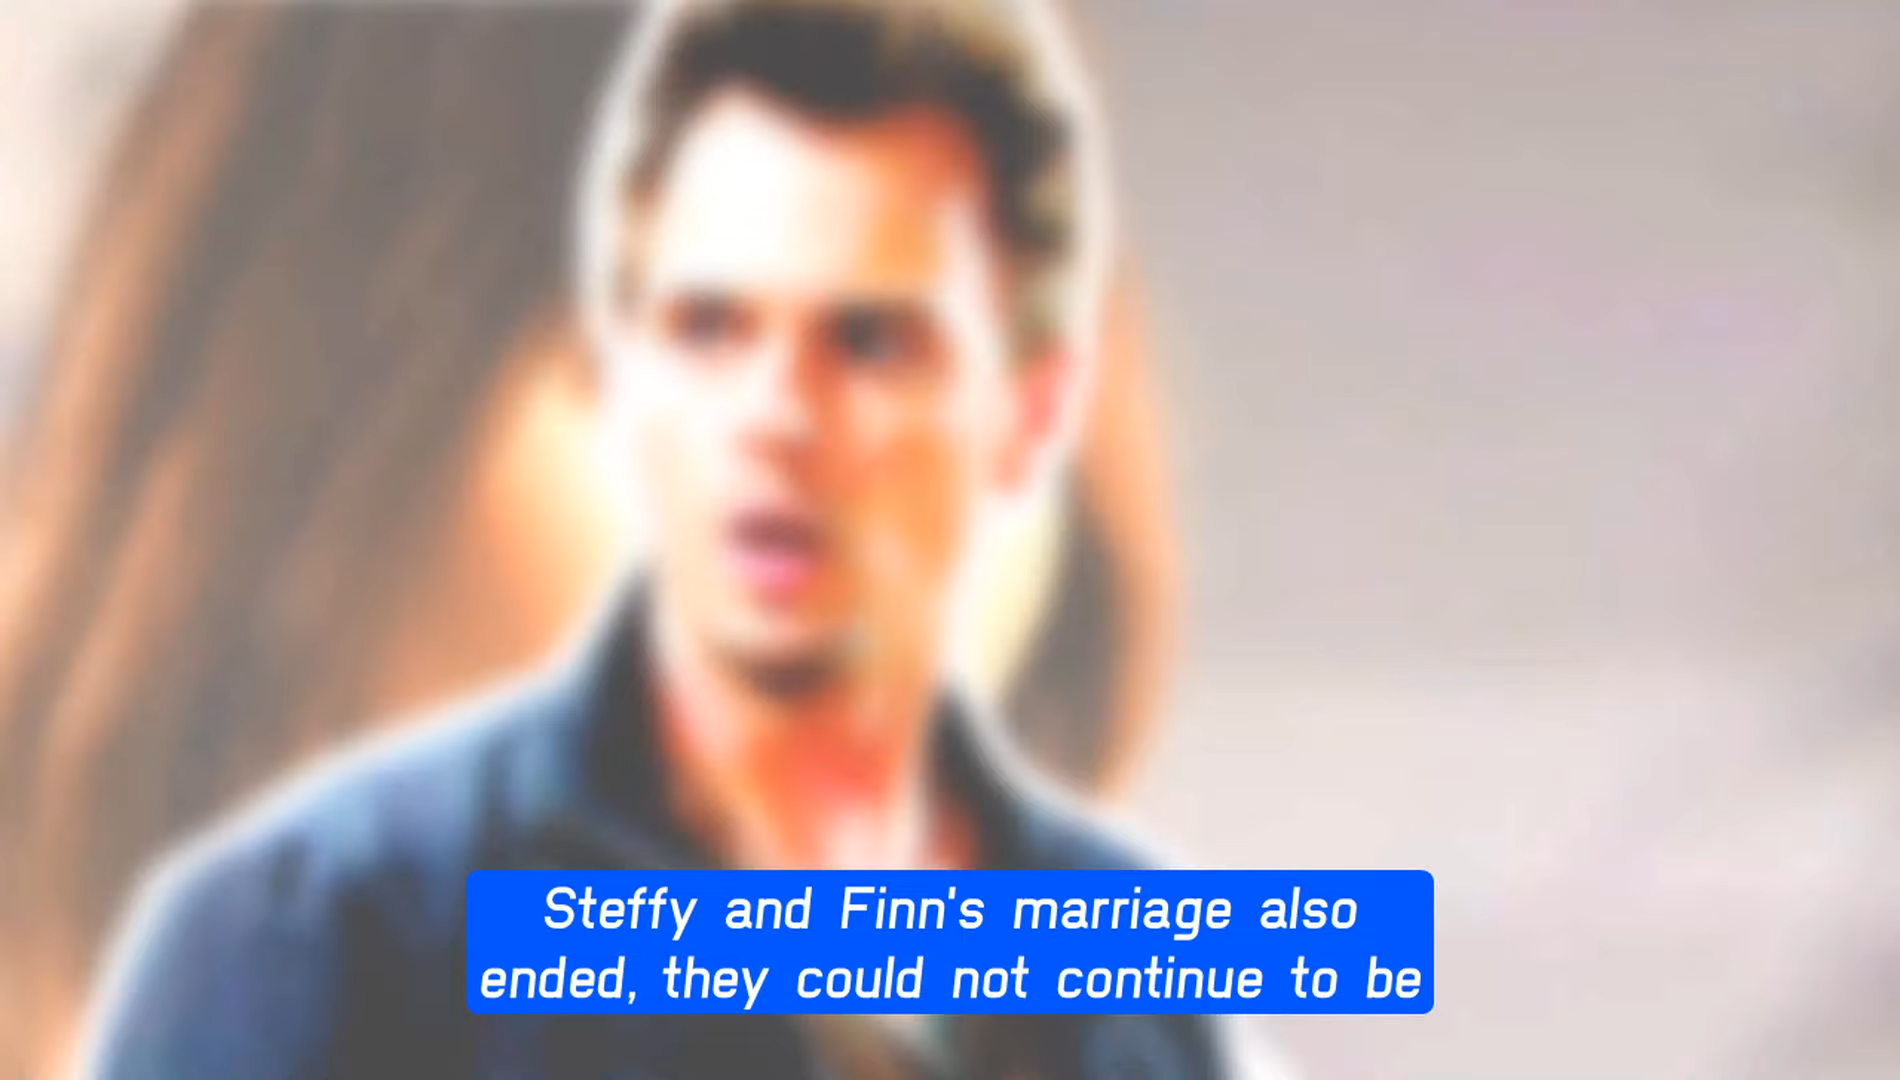 Steffy and Finn's marriage also
ended, they could not continue to be